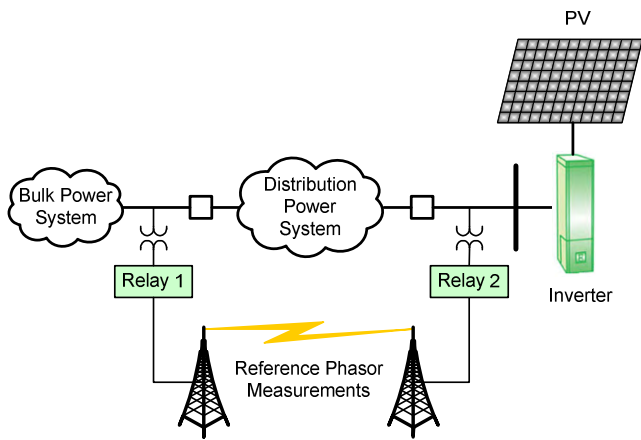 PV
Bulk Power
System
Distribution
Power
System
Relay 1
Relay 2
Inverter
Reference Phasor
Measurements